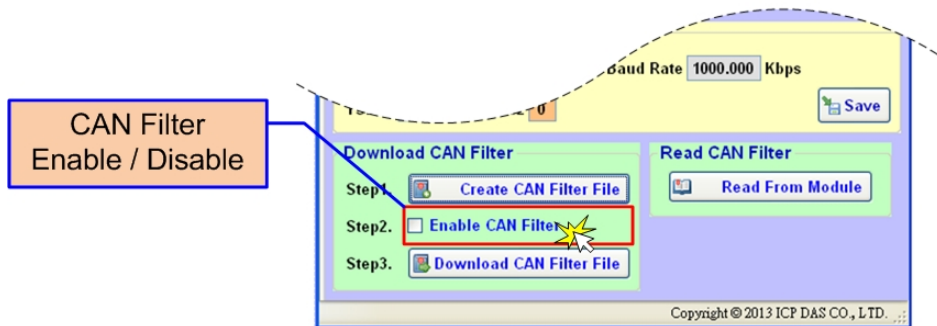 CAN Filter
Enable / Disable
Baud Rate 1000.000 Kbps
0
Save
Download CAN Filter
Step1. Create CAN Filter File
Step2. Enable CAN Filter
Step3. Download CAN Filter File
Read CAN Filter
Read From Module
Copyright © 2013 ICP DAS CO., LTD.